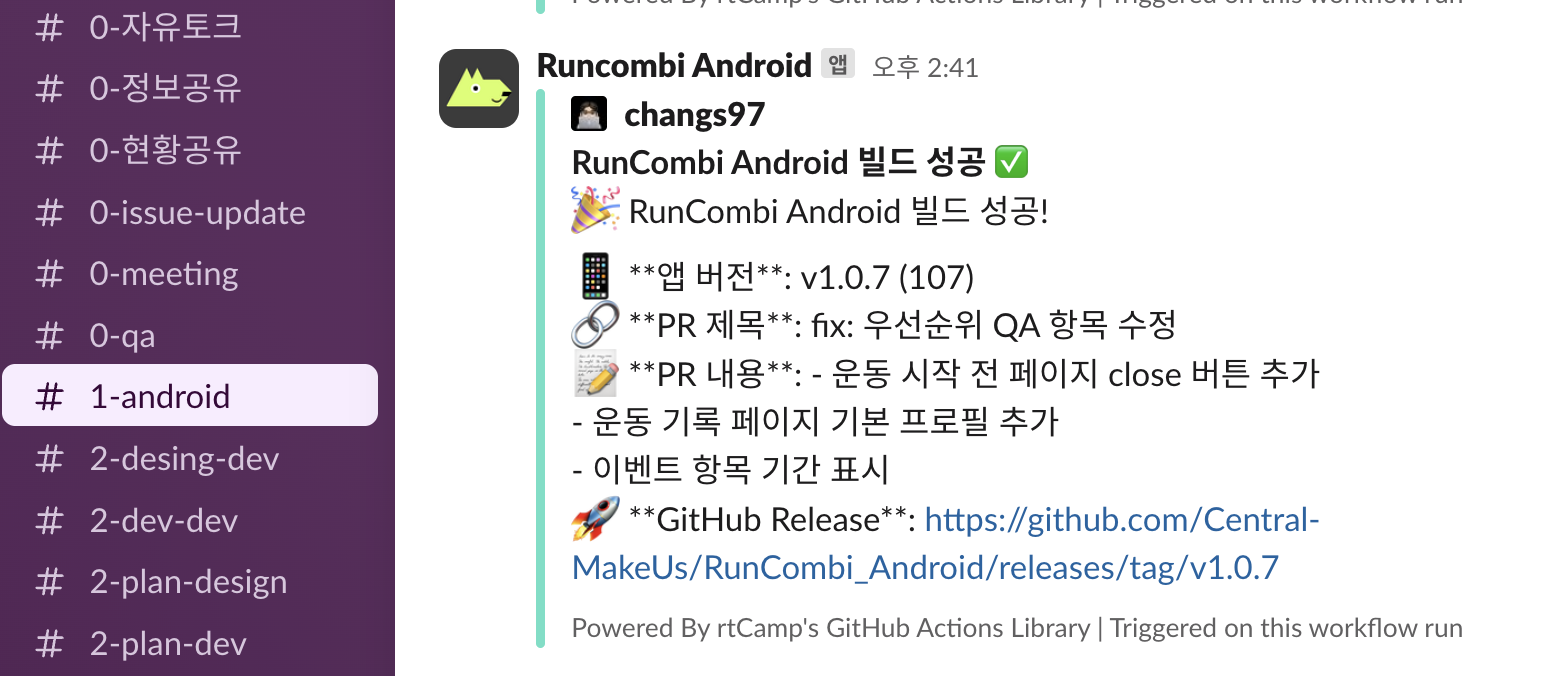 # 0-자유토크
# 0-정보공유
# 0-현황공유
# 0-issue-update
# 0-meeting
# 0-qa
# 1-android
# 2-desing-dev
# 2-dev-dev
# 2-plan-design
# 2-plan-dev
Powered By rtCamp's GitHub Actions Library | Triggered on this workflow run
Runcombi Android 앱 오후 2:41
changs97
RunCombi Android 빌드 성공 ✅
🎉 RunCombi Android 빌드 성공!
📱 **앱 버전**: v1.0.7 (107)
🔗 **PR 제목**: fix: 우선순위 QA 항목 수정
📝 **PR 내용**: - 운동 시작 전 페이지 close 버튼 추가
- 운동 기록 페이지 기본 프로필 추가
- 이벤트 항목 기간 표시
🚀 **GitHub Release**: https://github.com/Central-
MakeUs/RunCombi_Android/releases/tag/v1.0.7
Powered By rtCamp's GitHub Actions Library | Triggered on this workflow run